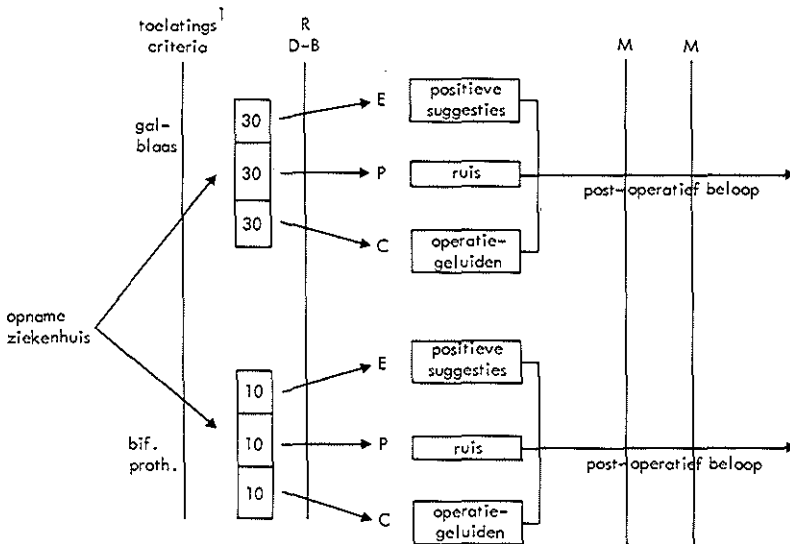 toelatings 1
criteria
R
D-B
M M
gal-
blaas
30
30
30
E
positieve
suggesties
P
ruis
C
operatie-
geluiden
post-operatief beloop
opname
ziekenhuis
bif.
proth.
10
10
10
E
positieve
suggesties
P
ruis
C
operatie-
geluiden
post-operatief beloop